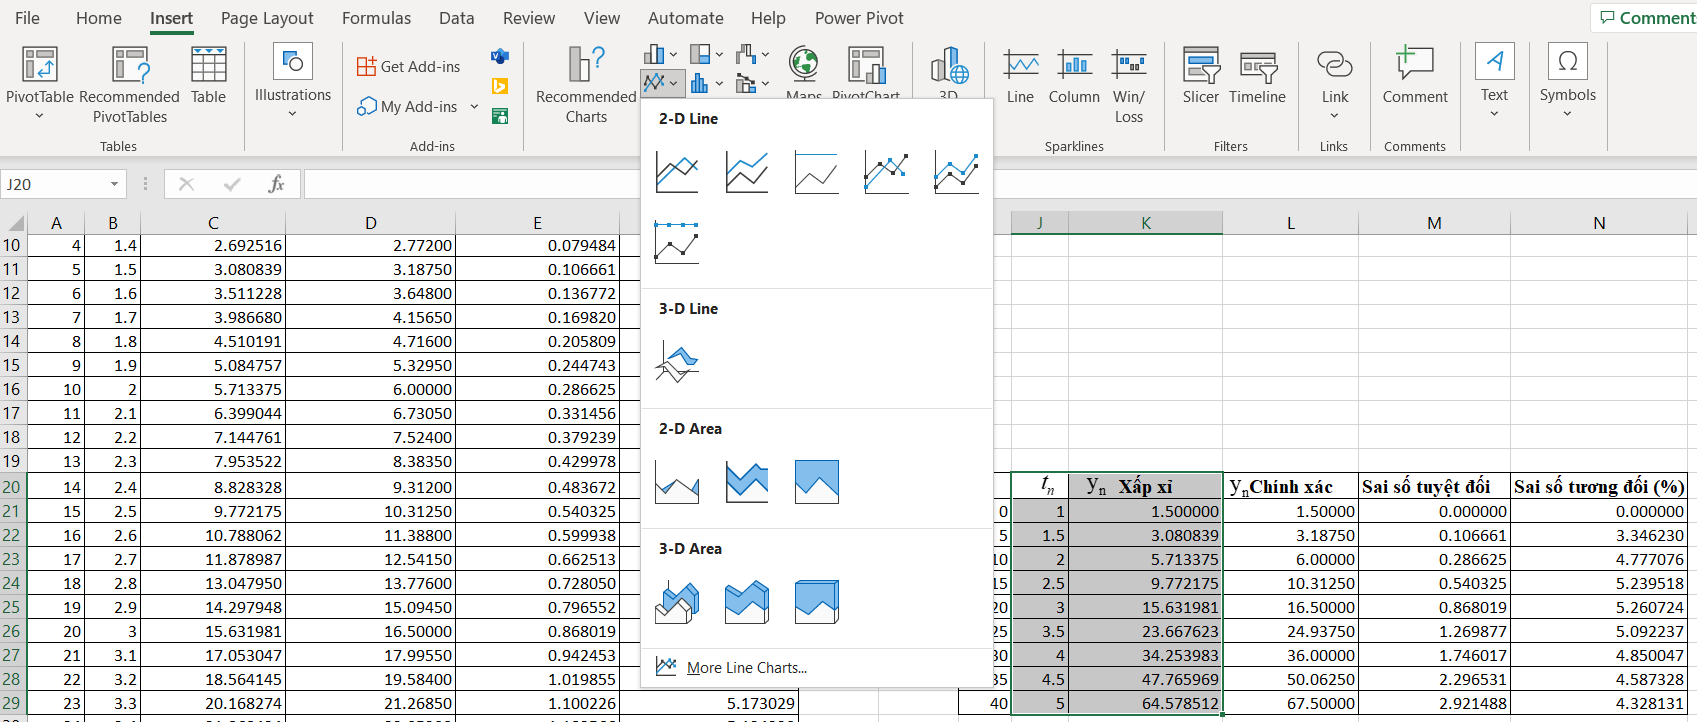 File Home Insert Page Layout Formulas Data Review View Automate Help Power Pivot Comment
PivotTable Recommended PivotTables Table
Tables
Illustrations
Get Add-ins
My Add-ins
Add-ins
Recommended Charts
Maps PivotChart 3D
Line Column Win/ Loss
Sparklines
Slicer Timeline
Filters
Link
Links
Comment
Comments
Text
Symbols
J20 fx
2-D Line
3-D Line
2-D Area
3-D Area
More Line Charts...
A B C D E J K L M N
10 4 1.4 2.692516 2.77200 0.079484
11 5 1.5 3.080839 3.18750 0.106661
12 6 1.6 3.511228 3.64800 0.136772
13 7 1.7 3.986680 4.15650 0.169820
14 8 1.8 4.510191 4.71600 0.205809
15 9 1.9 5.084757 5.32950 0.244743
16 10 2 5.713375 6.00000 0.286625
17 11 2.1 6.399044 6.73050 0.331456
18 12 2.2 7.144761 7.52400 0.379239
19 13 2.3 7.953522 8.38350 0.429978
20 14 2.4 8.828328 9.31200 0.483672 tn yn Xấp xỉ ynChính xác Sai số tuyệt đối Sai số tương đối (%)
21 15 2.5 9.772175 10.31250 0.540325 0 1 1.500000 1.50000 0.000000 0.000000
22 16 2.6 10.788062 11.38800 0.599938 5 1.5 3.080839 3.18750 0.106661 3.346230
23 17 2.7 11.878987 12.54150 0.662513 10 2 5.713375 6.00000 0.286625 4.777076
24 18 2.8 13.047950 13.77600 0.728050 15 2.5 9.772175 10.31250 0.540325 5.239518
25 19 2.9 14.297948 15.09450 0.796552 20 3 15.631981 16.50000 0.868019 5.260724
26 20 3 15.631981 16.50000 0.868019 25 3.5 23.667623 24.93750 1.269877 5.092237
27 21 3.1 17.053047 17.99550 0.942453 30 4 34.253983 36.00000 1.746017 4.850047
28 22 3.2 18.564145 19.58400 1.019855 35 4.5 47.765969 50.06250 2.296531 4.587328
29 23 3.3 20.168274 21.26850 1.100226 5.173029 40 5 64.578512 67.50000 2.921488 4.328131